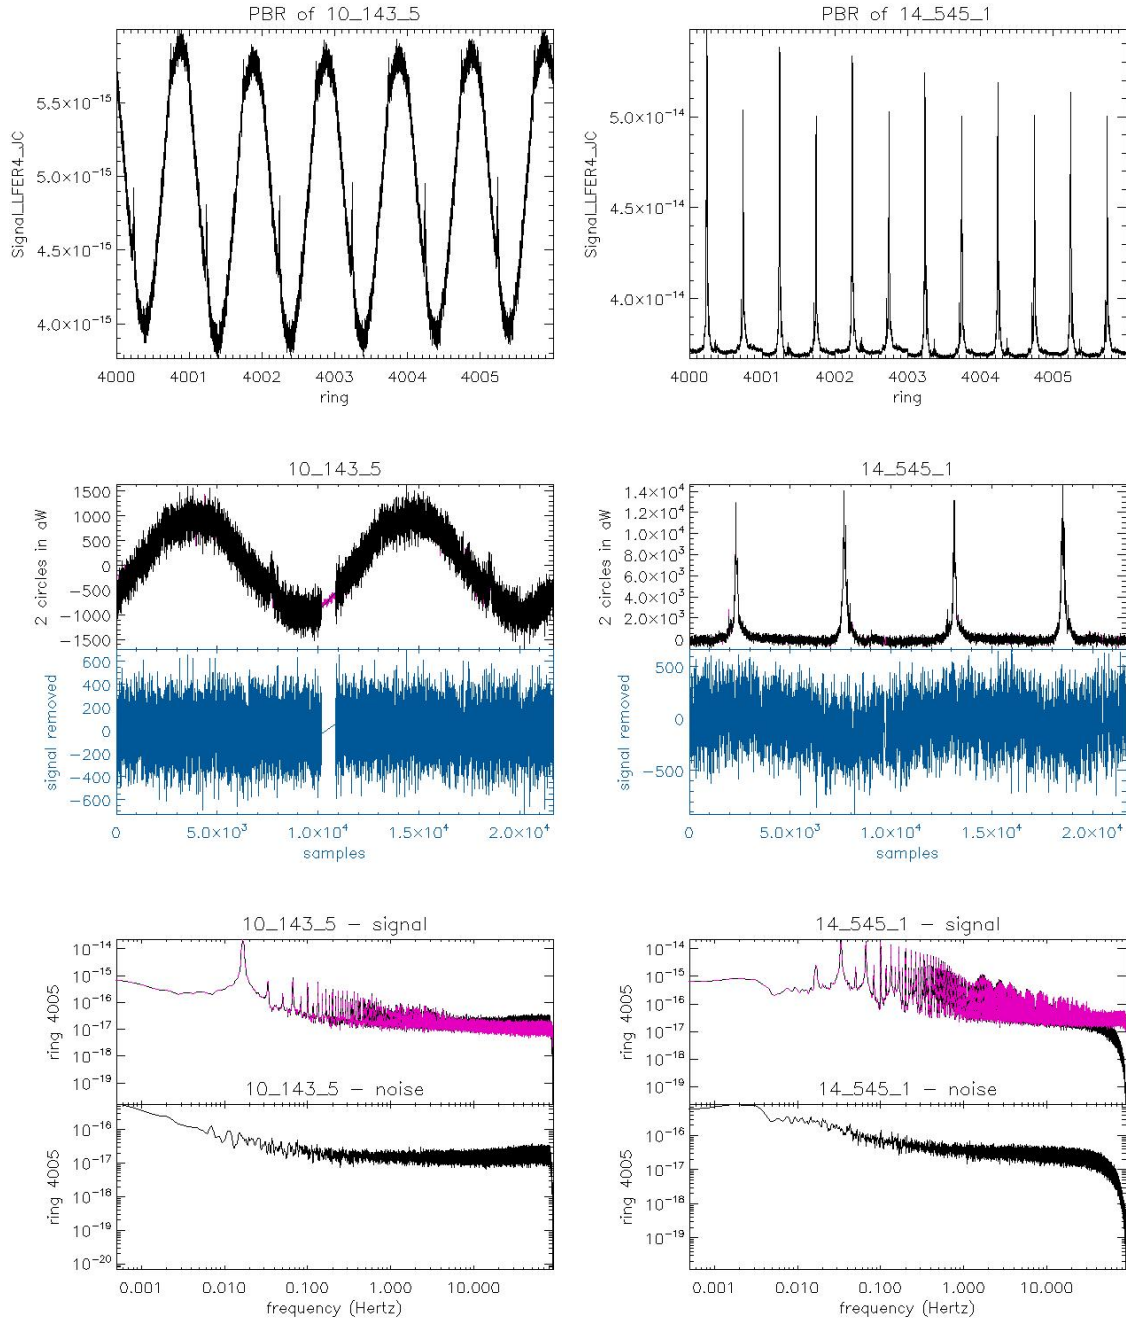 PBR of 10_143_5
Signal_LFER4_JC
5.5×10⁻¹⁵
5.0×10⁻¹⁵
4.5×10⁻¹⁵
4.0×10⁻¹⁵
4000 4001 4002 4003 4004 4005
ring
PBR of 14_545_1
Signal_LFER4_JC
5.0×10⁻¹⁴
4.5×10⁻¹⁴
4.0×10⁻¹⁴
4000 4001 4002 4003 4004 4005
ring
10_143_5
2 circles in aW
1500
1000
500
0
−500
−1000
−1500
signal removed
600
400
200
0
−200
−400
−600
0 5.0×10³ 1.0×10⁴ 1.5×10⁴ 2.0×10⁴
samples
14_545_1
2 circles in aW
1.4×10⁴
1.2×10⁴
1.0×10⁴
8.0×10³
6.0×10³
4.0×10³
2.0×10³
0
signal removed
500
0
−500
0 5.0×10³ 1.0×10⁴ 1.5×10⁴ 2.0×10⁴
samples
10_143_5 − signal
ring 4005
10⁻¹⁴
10⁻¹⁵
10⁻¹⁶
10⁻¹⁷
10⁻¹⁸
10⁻¹⁹
10_143_5 − noise
ring 4005
10⁻¹⁶
10⁻¹⁷
10⁻¹⁸
10⁻¹⁹
10⁻²⁰
0.001 0.010 0.100 1.000 10.000
frequency (Hertz)
14_545_1 − signal
ring 4005
10⁻¹⁴
10⁻¹⁵
10⁻¹⁶
10⁻¹⁷
10⁻¹⁸
10⁻¹⁹
14_545_1 − noise
ring 4005
10⁻¹⁶
10⁻¹⁷
10⁻¹⁸
10⁻¹⁹
0.001 0.010 0.100 1.000 10.000
frequency (Hertz)